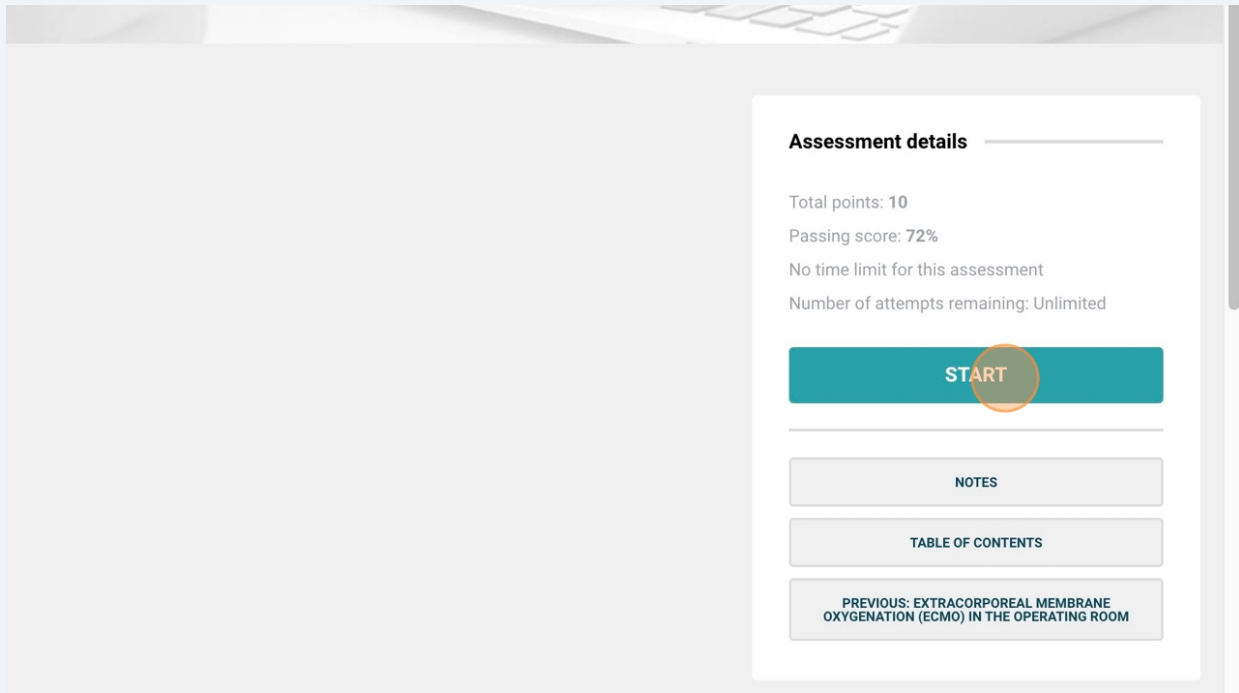 Assessment details
Total points: 10
Passing score: 72%
No time limit for this assessment
Number of attempts remaining: Unlimited
START
NOTES
TABLE OF CONTENTS
PREVIOUS: EXTRACORPOREAL MEMBRANE
OXYGENATION (ECMO) IN THE OPERATING ROOM